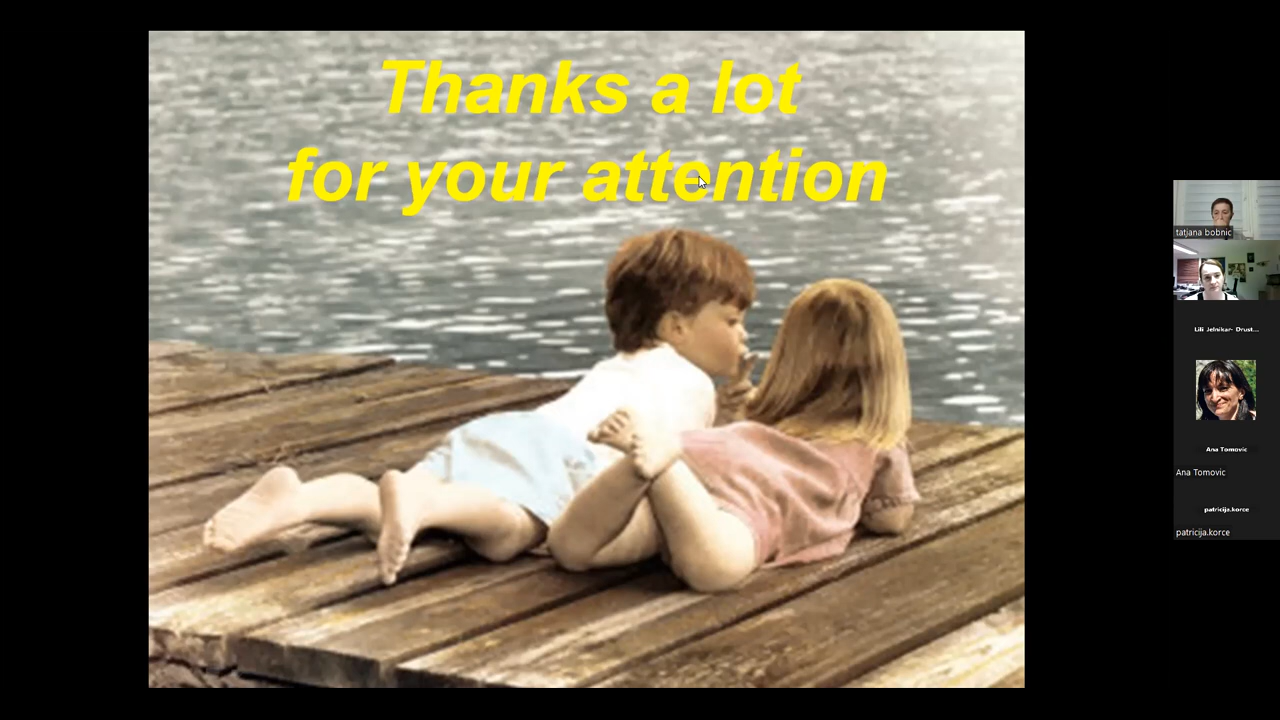 Thanks a lot
for your attention
tatjana bobnic
Lili Jelnikar- Drust...
Ana Tomovic
Ana Tomovic
patricija.korce
patricija.korce